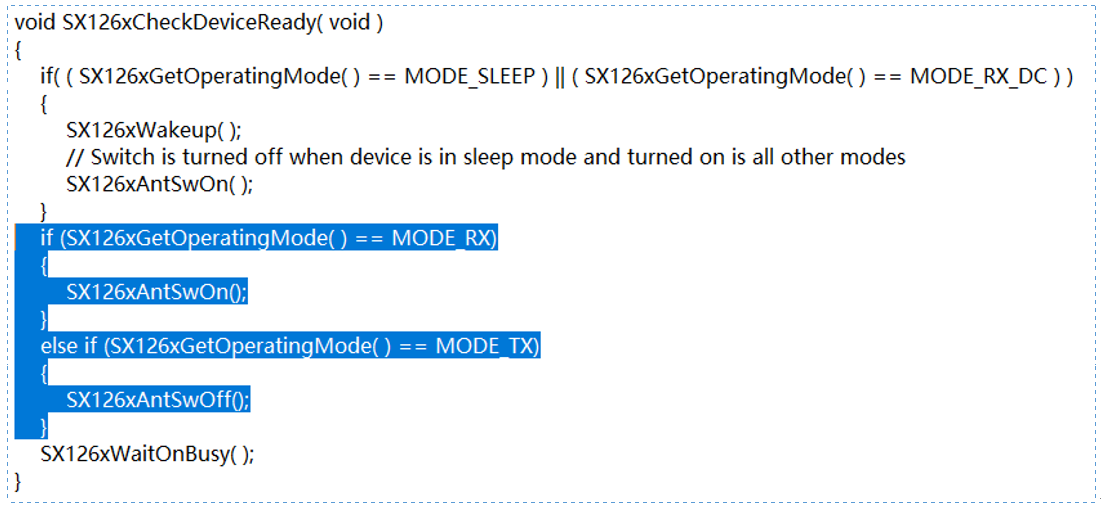 void SX126xCheckDeviceReady( void )
{
if( ( SX126xGetOperatingMode( ) == MODE_SLEEP ) || ( SX126xGetOperatingMode( ) == MODE_RX_DC ) )
{
SX126xWakeup( );
// Switch is turned off when device is in sleep mode and turned on is all other modes
SX126xAntSwOn( );
}
if (SX126xGetOperatingMode( ) == MODE_RX)
{
SX126xAntSwOn();
}
else if (SX126xGetOperatingMode( ) == MODE_TX)
{
SX126xAntSwOff();
}
SX126xWaitOnBusy( );
}